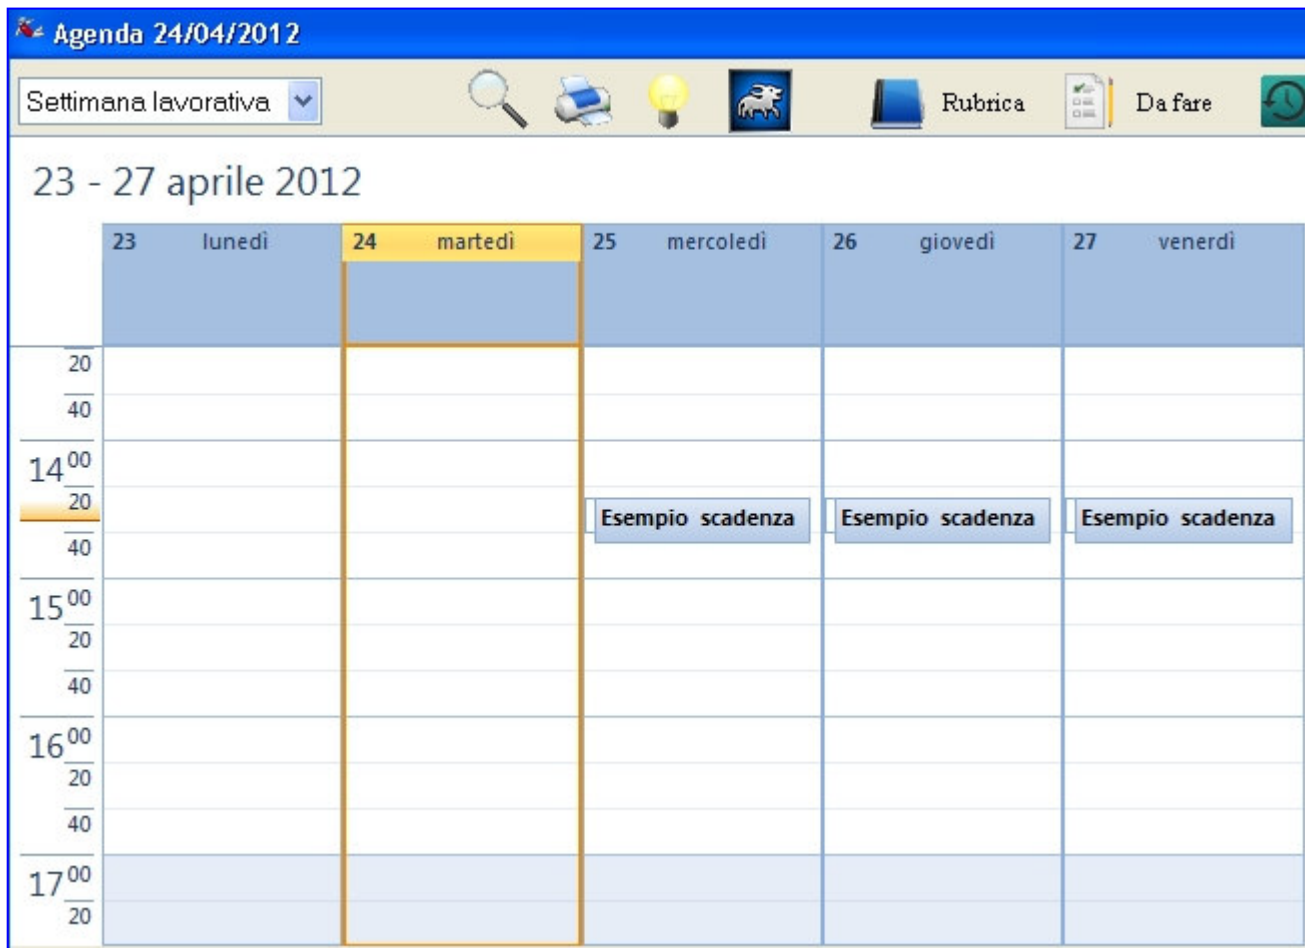 Agenda 24/04/2012
Settimana lavorativa
Rubrica
Da fare
23 - 27 aprile 2012
23 lunedì 24 martedì 25 mercoledì 26 giovedì 27 venerdì
20
40
14 00
20
Esempio scadenza Esempio scadenza Esempio scadenza
40
15 00
20
40
16 00
20
40
17 00
20